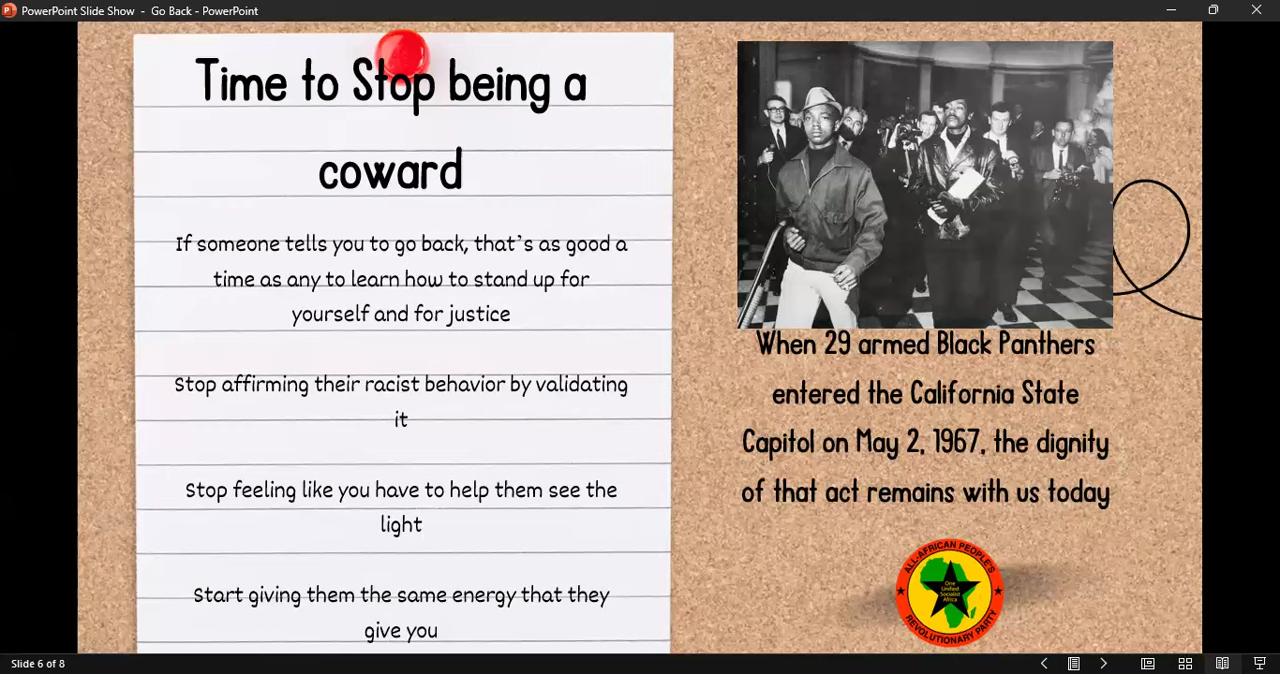 PowerPoint Slide Show - Go Back - PowerPoint
Time to Stop being a
coward
If someone tells you to go back, that's as good a
time as any to learn how to stand up for
yourself and for justice
Stop affirming their racist behavior by validating
it
Stop feeling like you have to help them see the
light
Start giving them the same energy that they
give you
When 29 armed Black Panthers
entered the California State
Capitol on May 2, 1967, the dignity
of that act remains with us today
ALL-AFRICAN PEOPLE'S
One
Unified
Socialist
Africa
REVOLUTIONARY PARTY
Slide 6 of 8